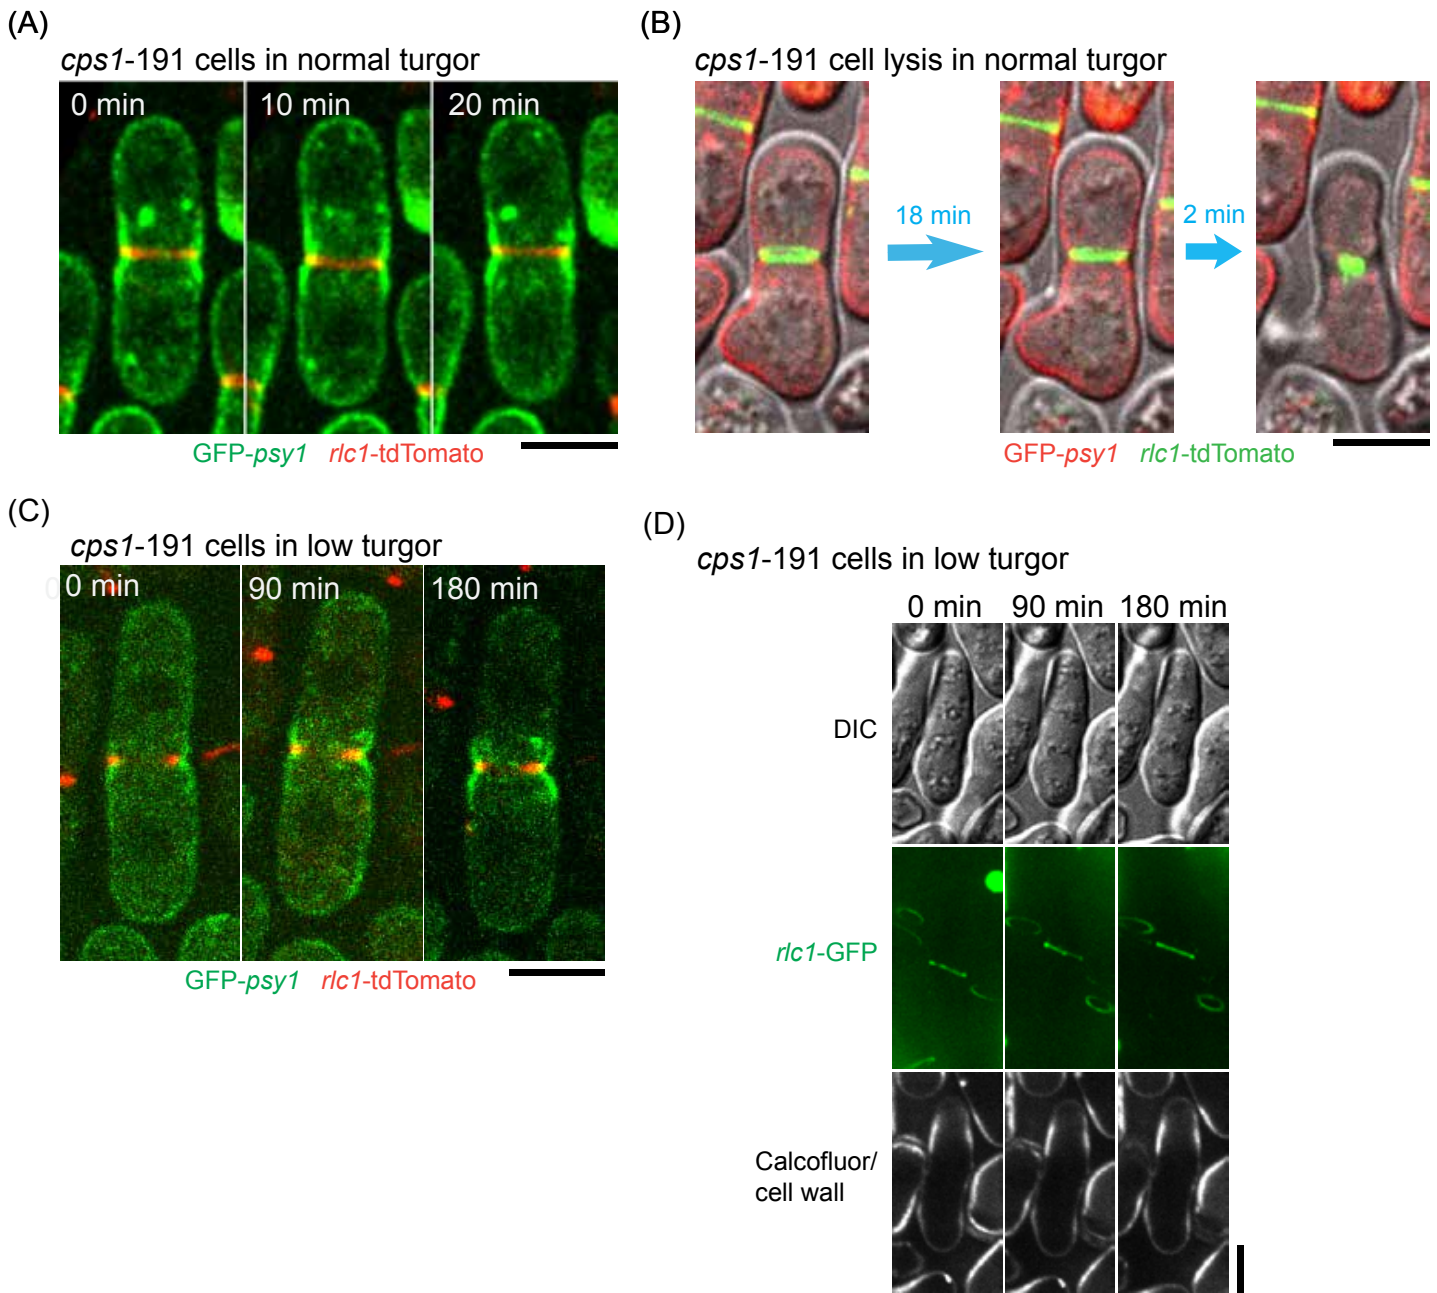 (A)
cps1-191 cells in normal turgor
0 min 10 min 20 min
GFP-psy1 rlc1-tdTomato
(B)
cps1-191 cell lysis in normal turgor
18 min 2 min
GFP-psy1 rlc1-tdTomato
(C)
cps1-191 cells in low turgor
0 min 90 min 180 min
GFP-psy1 rlc1-tdTomato
(D)
cps1-191 cells in low turgor
0 min 90 min 180 min
DIC
rlc1-GFP
Calcofluor/
cell wall